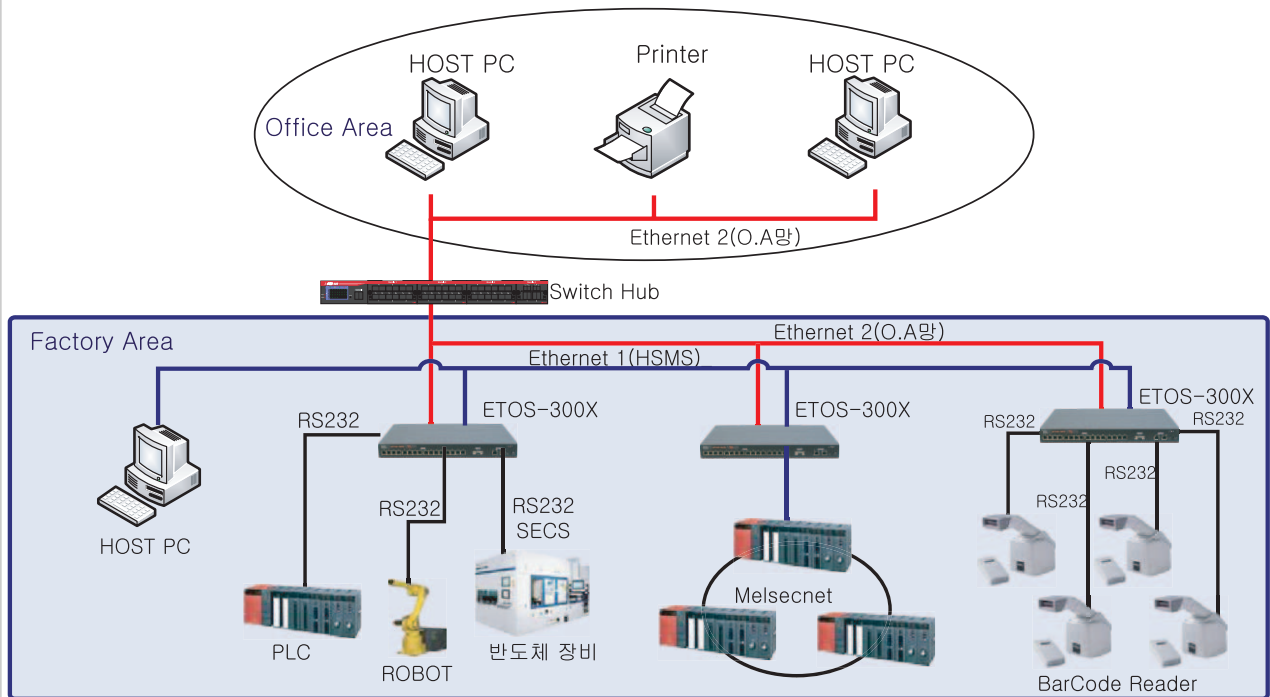 HOST PC
Printer
HOST PC
Office Area
Ethernet 2(O.A망)
Switch Hub
Factory Area
Ethernet 2(O.A망)
Ethernet 1(HSMS)
RS232
ETOS-300X
ETOS-300X
ETOS-300X
RS232
RS232
RS232
RS232
RS232
RS232
SECS
HOST PC
Melsecnet
PLC
ROBOT
반도체 장비
BarCode Reader